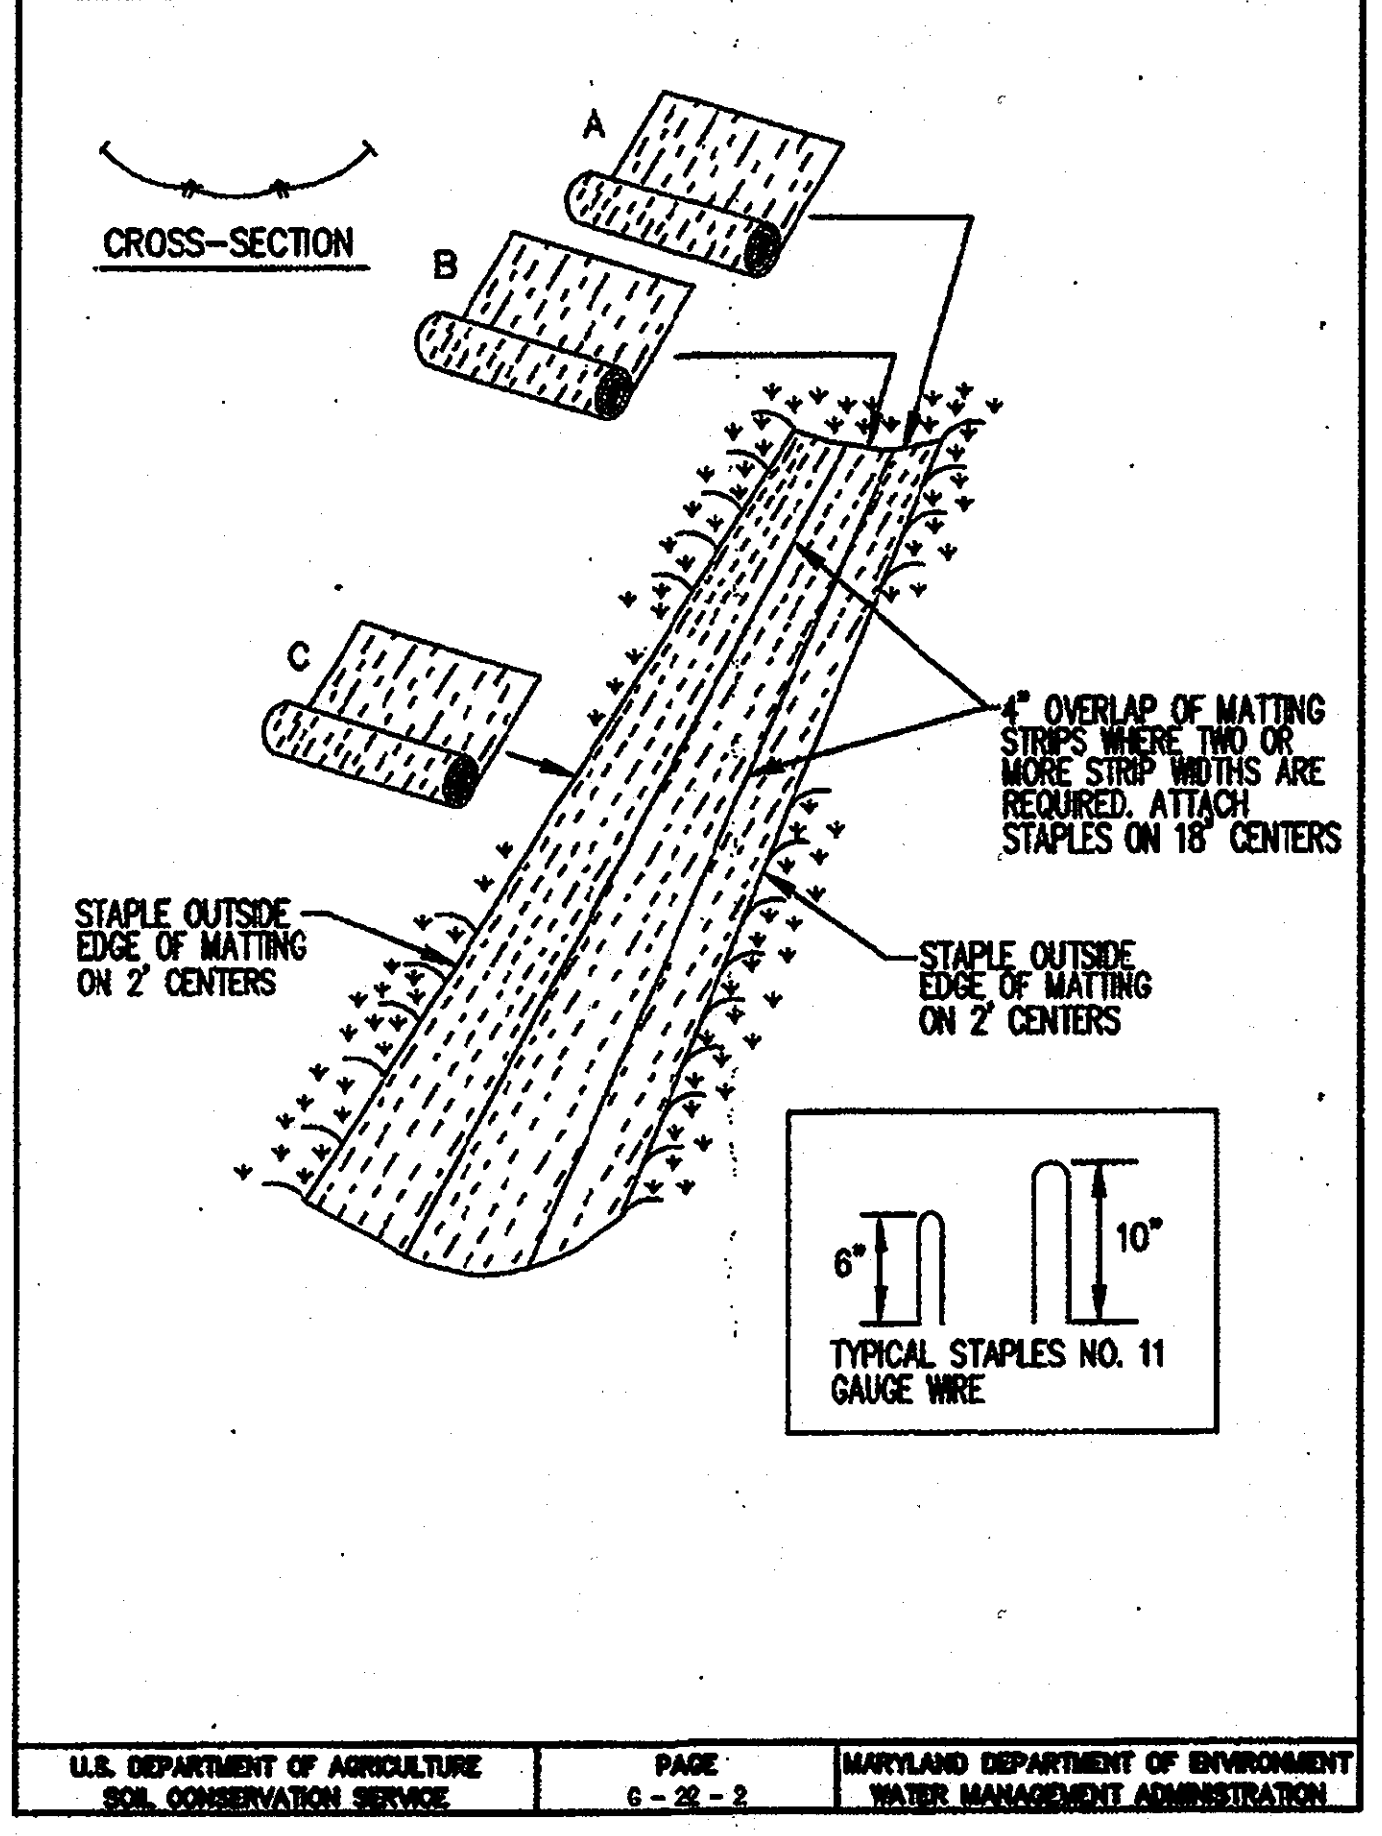 A
CROSS-SECTION
B
C
4" OVERLAP OF MATTING
STRIPS WHERE TWO OR
MORE STRIP WIDTHS ARE
REQUIRED. ATTACH
STAPLES ON 18" CENTERS
STAPLE OUTSIDE
EDGE OF MATTING
ON 2' CENTERS
STAPLE OUTSIDE
EDGE OF MATTING
ON 2' CENTERS
6"
10"
TYPICAL STAPLES NO. 11
GAUGE WIRE
U.S. DEPARTMENT OF AGRICULTURE
SOIL CONSERVATION SERVICE
PAGE
G - 22 - 2
MARYLAND DEPARTMENT OF ENVIRONMENT
WATER MANAGEMENT ADMINISTRATION